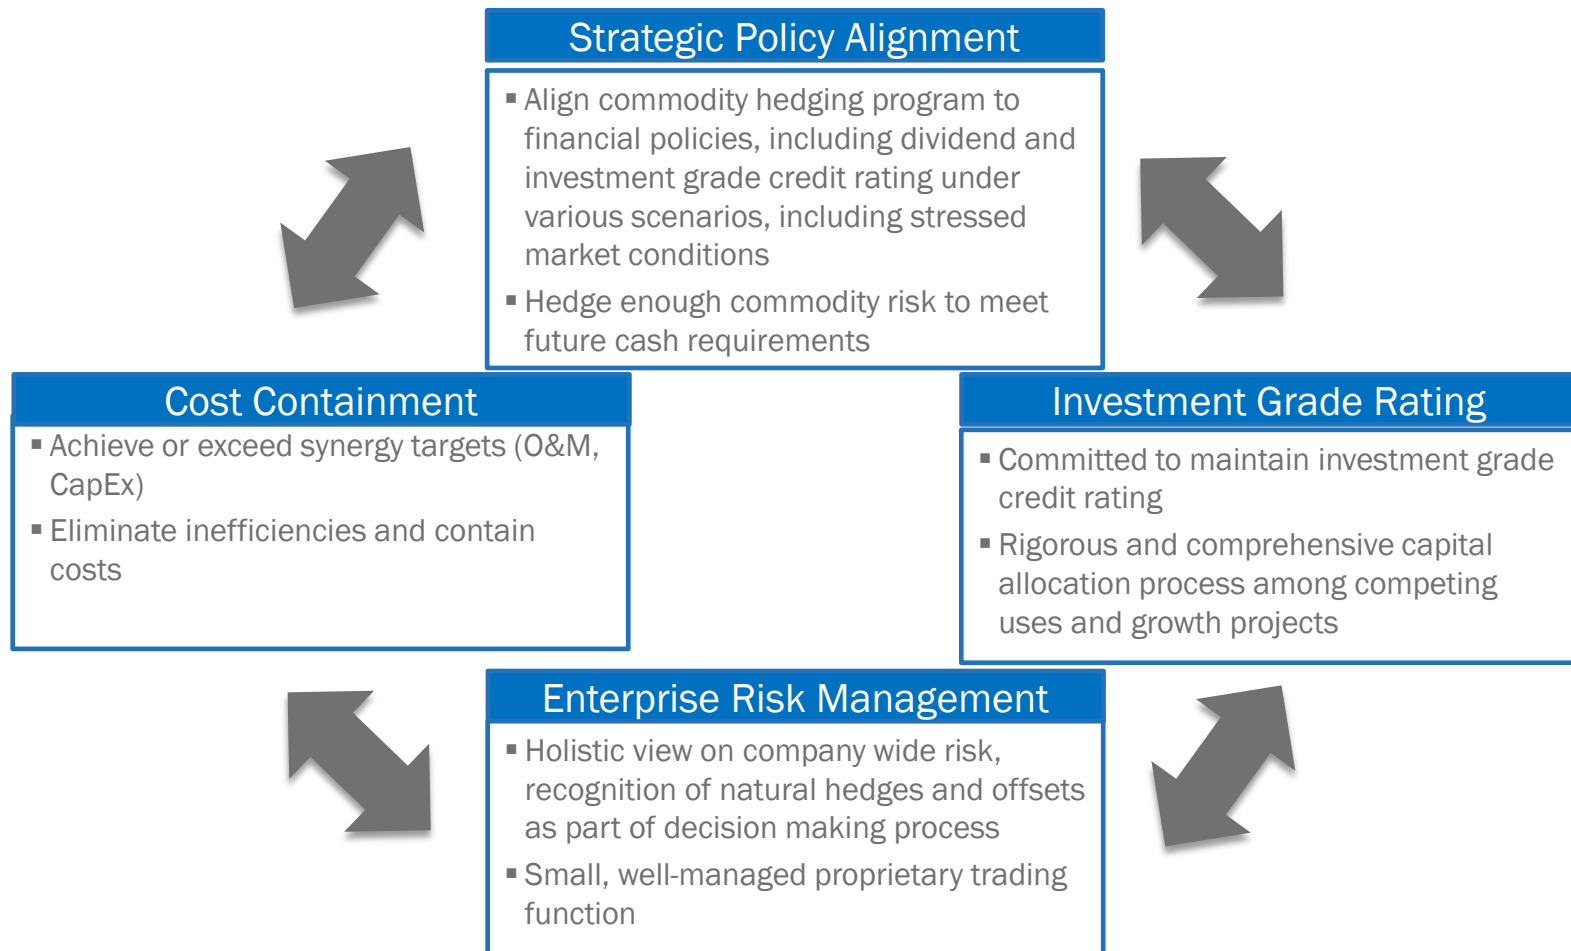 Strategic Policy Alignment
▪ Align commodity hedging program to
financial policies, including dividend and
investment grade credit rating under
various scenarios, including stressed
market conditions
▪ Hedge enough commodity risk to meet
future cash requirements
Cost Containment
▪ Achieve or exceed synergy targets (O&M,
CapEx)
▪ Eliminate inefficiencies and contain
costs
Investment Grade Rating
▪ Committed to maintain investment grade
credit rating
▪ Rigorous and comprehensive capital
allocation process among competing
uses and growth projects
Enterprise Risk Management
▪ Holistic view on company wide risk,
recognition of natural hedges and offsets
as part of decision making process
▪ Small, well-managed proprietary trading
function